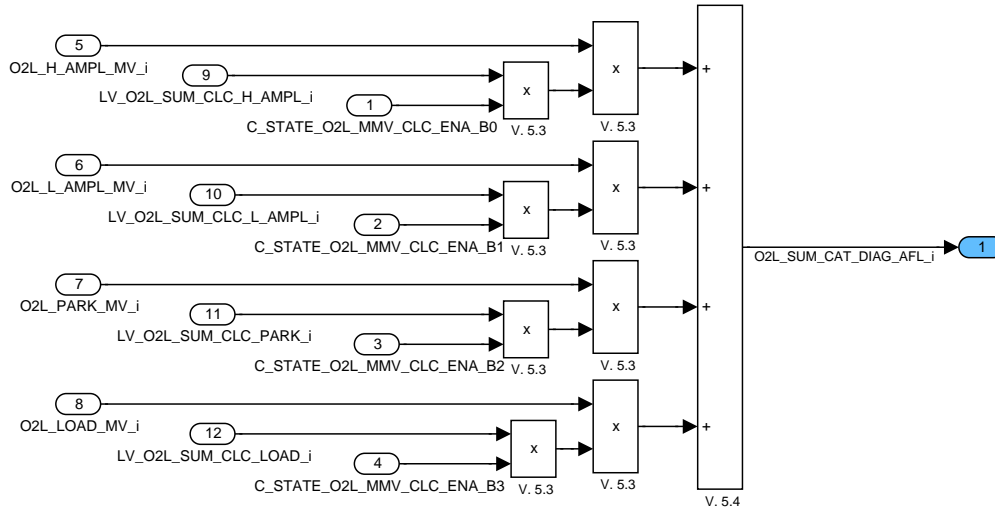 5
O2L_H_AMPL_MV_i
9
LV_O2L_SUM_CLC_H_AMPL_i
1
C_STATE_O2L_MMV_CLC_ENA_B0
x
V. 5.3
x
V. 5.3
+
6
O2L_L_AMPL_MV_i
10
LV_O2L_SUM_CLC_L_AMPL_i
2
C_STATE_O2L_MMV_CLC_ENA_B1
x
V. 5.3
x
V. 5.3
+
7
O2L_PARK_MV_i
11
LV_O2L_SUM_CLC_PARK_i
3
C_STATE_O2L_MMV_CLC_ENA_B2
x
V. 5.3
x
V. 5.3
+
8
O2L_LOAD_MV_i
12
LV_O2L_SUM_CLC_LOAD_i
4
C_STATE_O2L_MMV_CLC_ENA_B3
x
V. 5.3
x
V. 5.3
+
V. 5.4
O2L_SUM_CAT_DIAG_AFL_i
1